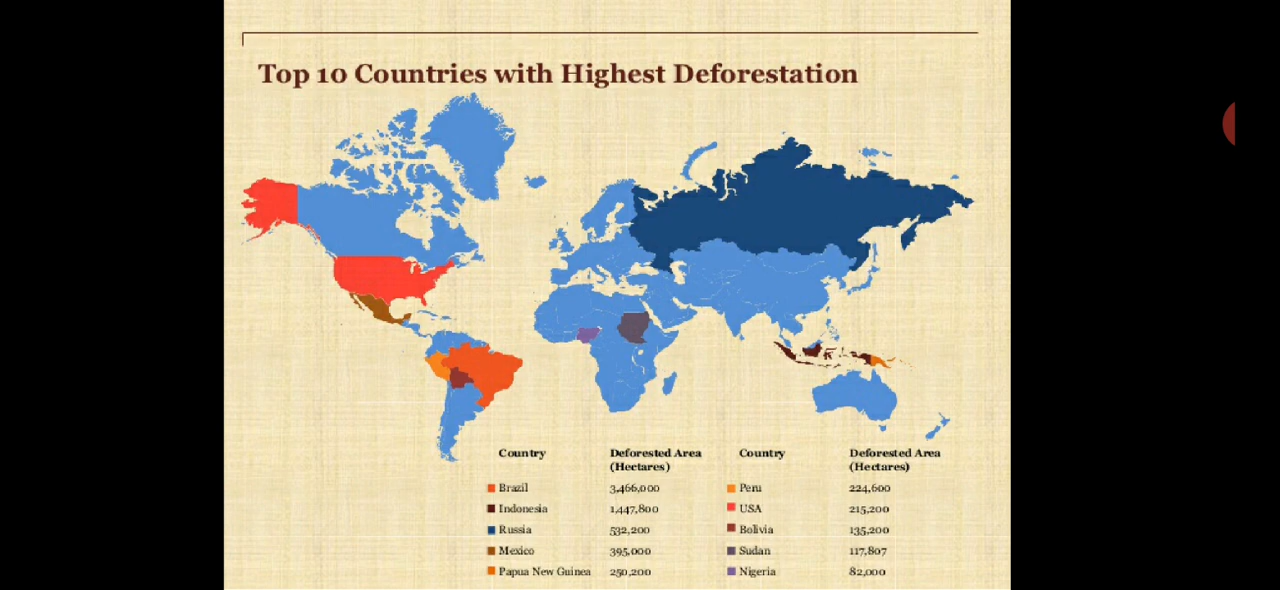 Top 10 Countries with Highest Deforestation
Country Deforested Area (Hectares) Country Deforested Area (Hectares)
Brazil 3,466,000 Peru 224,600
Indonesia 1,447,800 USA 215,200
Russia 532,200 Bolivia 135,200
Mexico 395,000 Sudan 117,807
Papua New Guinea 250,200 Nigeria 82,000